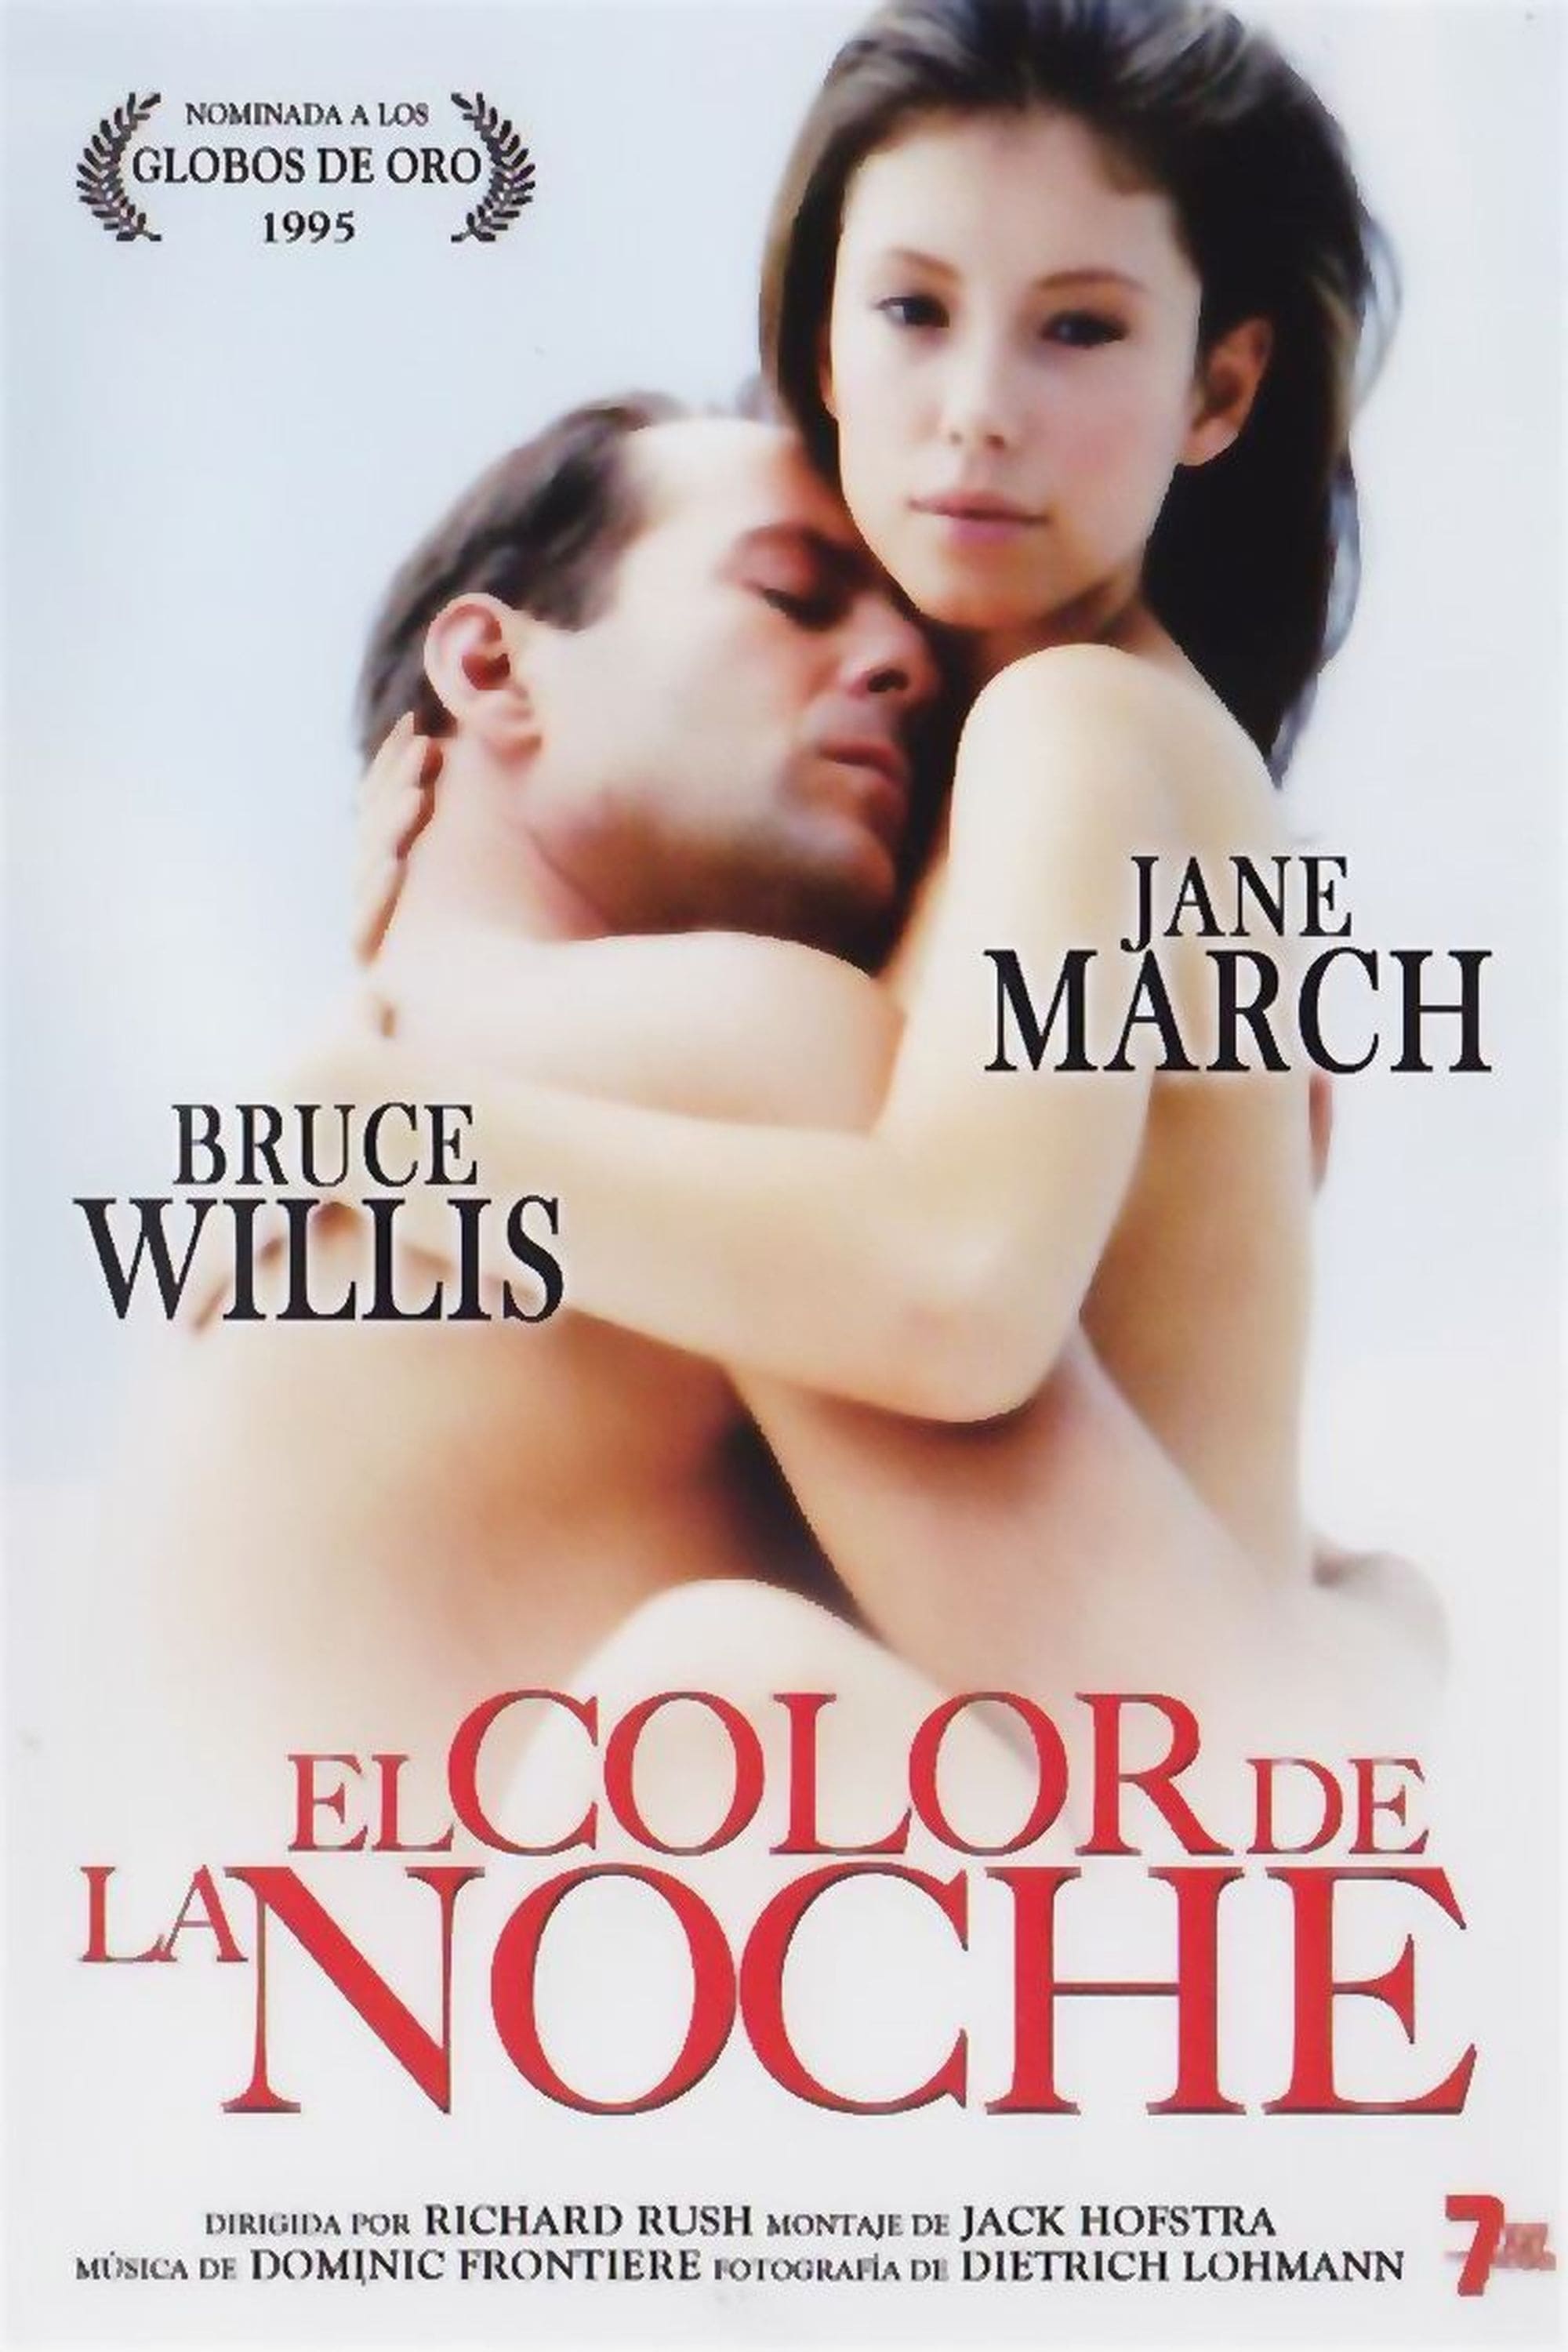 NOMINADA A LOS
GLOBOS DE ORO
1995
JANE
MARCH
BRUCE
WILLIS
EL COLOR DE
LA NOCHE
DIRIGIDA POR RICHARD RUSH MONTAJE DE JACK HOFSTRA
MÚSICA DE DOMINIC FRONTIERE FOTOGRAFÍA DE DIETRICH LOHMANN
7